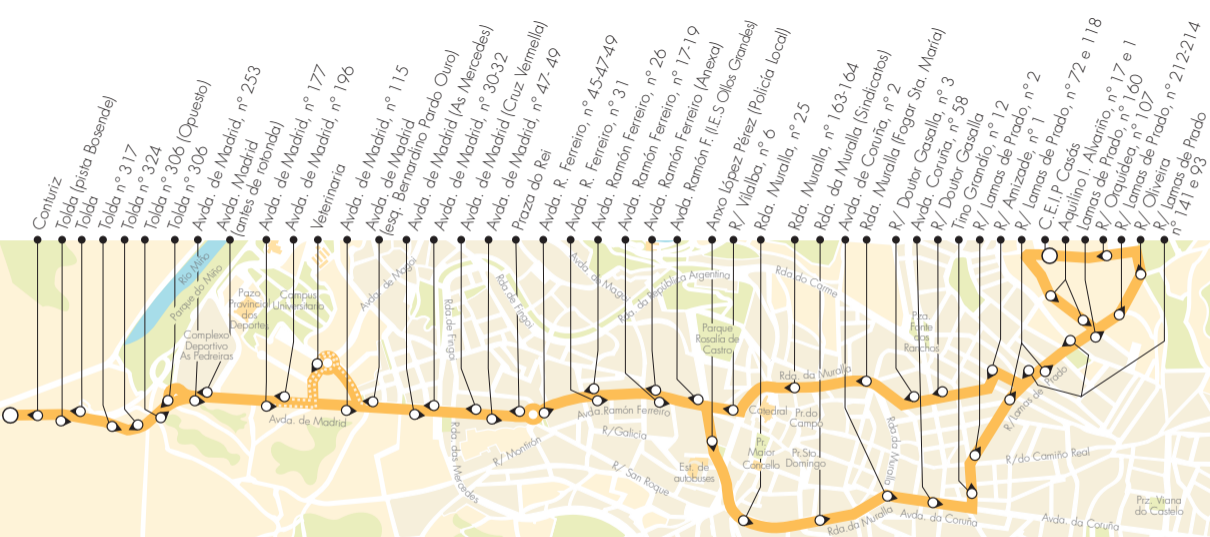 Conturiz
Tolda (pista Bosende)
Tolda nº 317
Tolda nº 324
Tolda nº 306 (Opuesto)
Tolda nº 306
Avda. de Madrid, nº 253
Avda. Madrid
(antes de rotonda)
Avda. de Madrid, nº 177
Avda. de Madrid, nº 196
Veterinaria
Avda. de Madrid, nº 115
Avda. de Madrid
(esq. Bernardino Pardo Ouro)
Avda. de Madrid (As Mercedes)
Avda. de Madrid, nº 30-32
Avda. de Madrid (Cruz Vermella)
Avda. de Madrid, nº 47- 49
Praza do Rei
Avda. R. Ferreiro, nº 45-47-49
Avda. R. Ferreiro, nº 31
Avda. Ramón Ferreiro, nº 26
Avda. Ramón Ferreiro, nº 17-19
Avda. Ramón Ferreiro (Anexa)
Avda. Ramón F. (I.E.S Ollos Grandes)
Anxo López Pérez (Policía Local)
R/ Vilalba, nº 6
Rda. Muralla, nº 25
Rda. Muralla, nº 163-164
Rda. da Muralla (Sindicatos)
Avda. de Coruña, nº 2
Rda. Muralla (Fogar Sta. María)
R/ Doutor Gasalla, nº 3
Avda. Coruña, nº 58
R/ Doutor Gasalla
Tino Grandío, nº 12
R/ Lamas de Prado, nº 2
R/ Amizade, nº 1
R/ Lamas de Prado, nº 72 e 118
C.E.I.P Casás
Aquilino I. Alvariño, nº 17 e 1
Lamas de Prado, nº 160
R/ Orquídea, nº 107
R/ Lamas de Prado, nº 212-214
R/ Oliveira
R/ Lamas de Prado
nº 141 e 93
Río Miño
Parque do Miño
Pazo
Provincial
dos
Deportes
Campus
Universitario
Complexo
Deportivo
As Pedreiras
Avda. de Madrid
Avda. de Magoi
Rda. de Fingoi
Rda. das Mercedes
Rda de Fingoi
R/ Montirón
Avda. de Magoi
Rda. da República Argentina
Avda. Ramón Ferreiro
R/Galicia
R/ San Roque
Est. de
autobuses
Parque
Rosalía de
Castro
Rda do Carme
Rda. da Muralla
Catedral
Pr.do
Campo
Pr.
Maior
Concello
Pr.Sto.
Domingo
Pza.
Fonte
dos
Ranchos
Rda da Muralla
Rda.da Muralla
Avda. da Coruña
R/Lamas de Prado
R/do Camiño Real
Avda. da Coruña
Prz. Viana
do Castelo